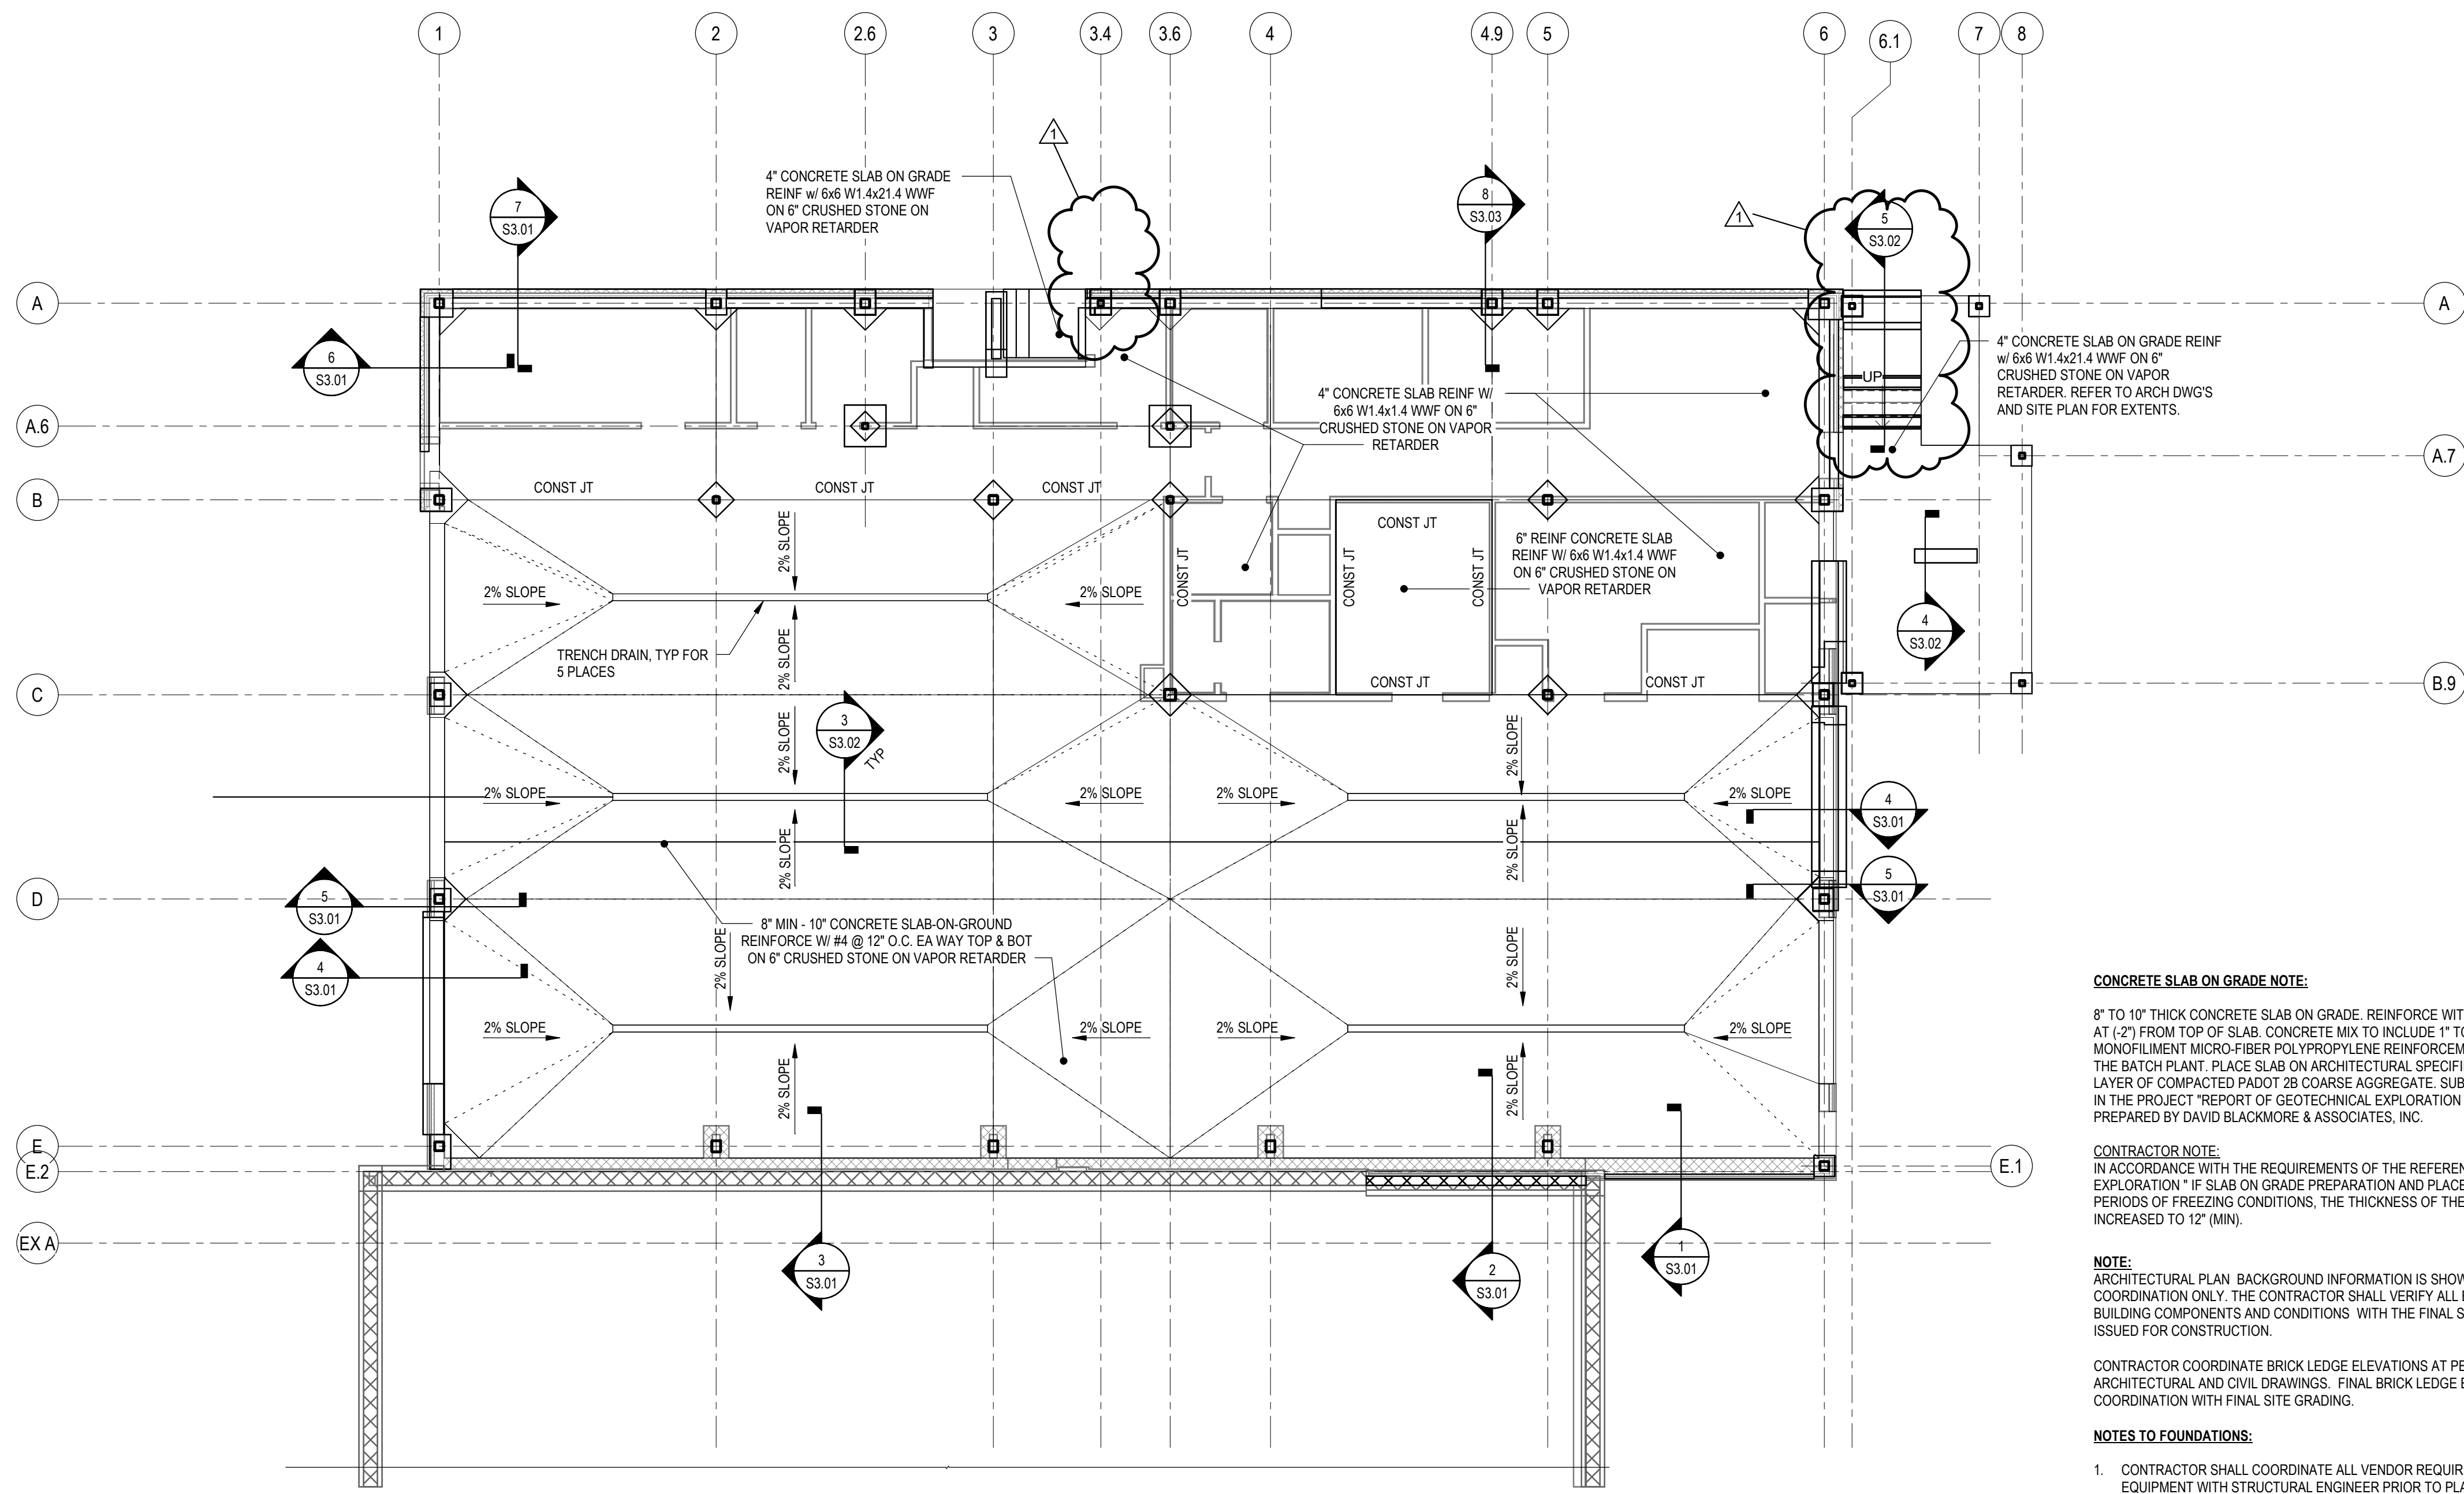 1
2
2.6
3
3.4
3.6
4
4.9
5
6
6.1
7
8
1
1
4" CONCRETE SLAB ON GRADE
REINF w/ 6x6 W1.4x21.4 WWF
ON 6" CRUSHED STONE ON
VAPOR RETARDER
7
S3.01
8
S3.03
5
S3.02
A
A
6
S3.01
4" CONCRETE SLAB ON GRADE REINF
w/ 6x6 W1.4x21.4 WWF ON 6"
CRUSHED STONE ON VAPOR
RETARDER. REFER TO ARCH DWG'S
AND SITE PLAN FOR EXTENTS.
UP
4" CONCRETE SLAB REINF W/
6x6 W1.4x1.4 WWF ON 6"
CRUSHED STONE ON VAPOR
RETARDER
A.6
A.7
B
CONST JT
CONST JT
CONST JT
CONST JT
6" REINF CONCRETE SLAB
REINF W/ 6x6 W1.4x1.4 WWF
ON 6" CRUSHED STONE ON
VAPOR RETARDER
CONST JT
CONST JT
CONST JT
2% SLOPE
2% SLOPE
2% SLOPE
2% SLOPE
TRENCH DRAIN, TYP FOR
5 PLACES
4
S3.02
C
CONST JT
CONST JT
B.9
3
S3.02
TYP
2% SLOPE
2% SLOPE
2% SLOPE
2% SLOPE
2% SLOPE
2% SLOPE
2% SLOPE
2% SLOPE
4
S3.01
D
5
S3.01
5
S3.01
4
S3.01
8" MIN - 10" CONCRETE SLAB-ON-GROUND
REINFORCE W/ #4 @ 12" O.C. EA WAY TOP & BOT
ON 6" CRUSHED STONE ON VAPOR RETARDER
2% SLOPE
2% SLOPE
2% SLOPE
2% SLOPE
2% SLOPE
2% SLOPE
2% SLOPE
2% SLOPE
E
E.2
E.1
EX A
3
S3.01
2
S3.01
1
S3.01
CONCRETE SLAB ON GRADE NOTE:
8" TO 10" THICK CONCRETE SLAB ON GRADE. REINFORCE
AT (-2") FROM TOP OF SLAB. CONCRETE MIX TO INCLUDE 1"
MONOFILIMENT MICRO-FIBER POLYPROPYLENE
THE BATCH PLANT. PLACE SLAB ON ARCHITECTURAL
LAYER OF COMPACTED PADOT 2B COARSE AGGREGATE.
IN THE PROJECT "REPORT OF GEOTECHNICAL EXPLORATION
PREPARED BY DAVID BLACKMORE & ASSOCIATES, INC.
CONTRACTOR NOTE:
IN ACCORDANCE WITH THE REQUIREMENTS OF THE
EXPLORATION " IF SLAB ON GRADE PREPARATION AND
PERIODS OF FREEZING CONDITIONS, THE THICKNESS OF THE
INCREASED TO 12" (MIN).
NOTE:
ARCHITECTURAL PLAN BACKGROUND INFORMATION IS
COORDINATION ONLY. THE CONTRACTOR SHALL VERIFY ALL
BUILDING COMPONENTS AND CONDITIONS WITH THE FINAL
ISSUED FOR CONSTRUCTION.
CONTRACTOR COORDINATE BRICK LEDGE ELEVATIONS AT
ARCHITECTURAL AND CIVIL DRAWINGS. FINAL BRICK LEDGE
COORDINATION WITH FINAL SITE GRADING.
NOTES TO FOUNDATIONS:
1. CONTRACTOR SHALL COORDINATE ALL VENDOR
EQUIPMENT WITH STRUCTURAL ENGINEER PRIOR TO